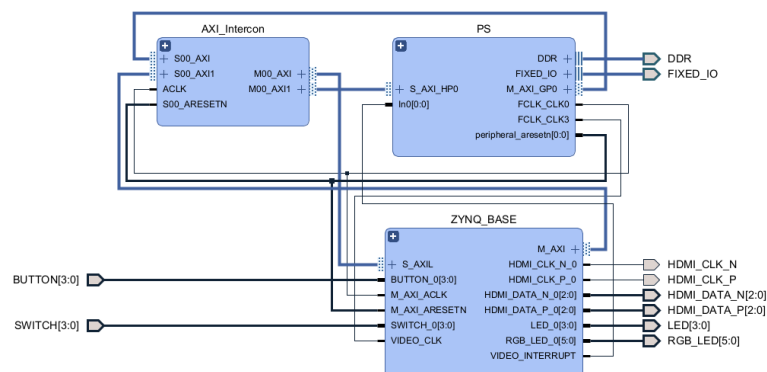 AXI_Intercon
S00_AXI
S00_AXI1
ACLK
S00_ARESETN
M00_AXI
M00_AXI1
PS
S_AXI_HP0
In0[0:0]
DDR
FIXED_IO
M_AXI_GP0
FCLK_CLK0
FCLK_CLK3
peripheral_aresetn[0:0]
DDR
FIXED_IO
ZYNQ_BASE
BUTTON[3:0]
SWITCH[3:0]
S_AXIL
BUTTON_0[3:0]
M_AXI_ACLK
M_AXI_ARESETN
SWITCH_0[3:0]
VIDEO_CLK
M_AXI
HDMI_CLK_N_0
HDMI_CLK_P_0
HDMI_DATA_N_0[2:0]
HDMI_DATA_P_0[2:0]
LED_0[3:0]
RGB_LED_0[5:0]
VIDEO_INTERRUPT
HDMI_CLK_N
HDMI_CLK_P
HDMI_DATA_N[2:0]
HDMI_DATA_P[2:0]
LED[3:0]
RGB_LED[5:0]